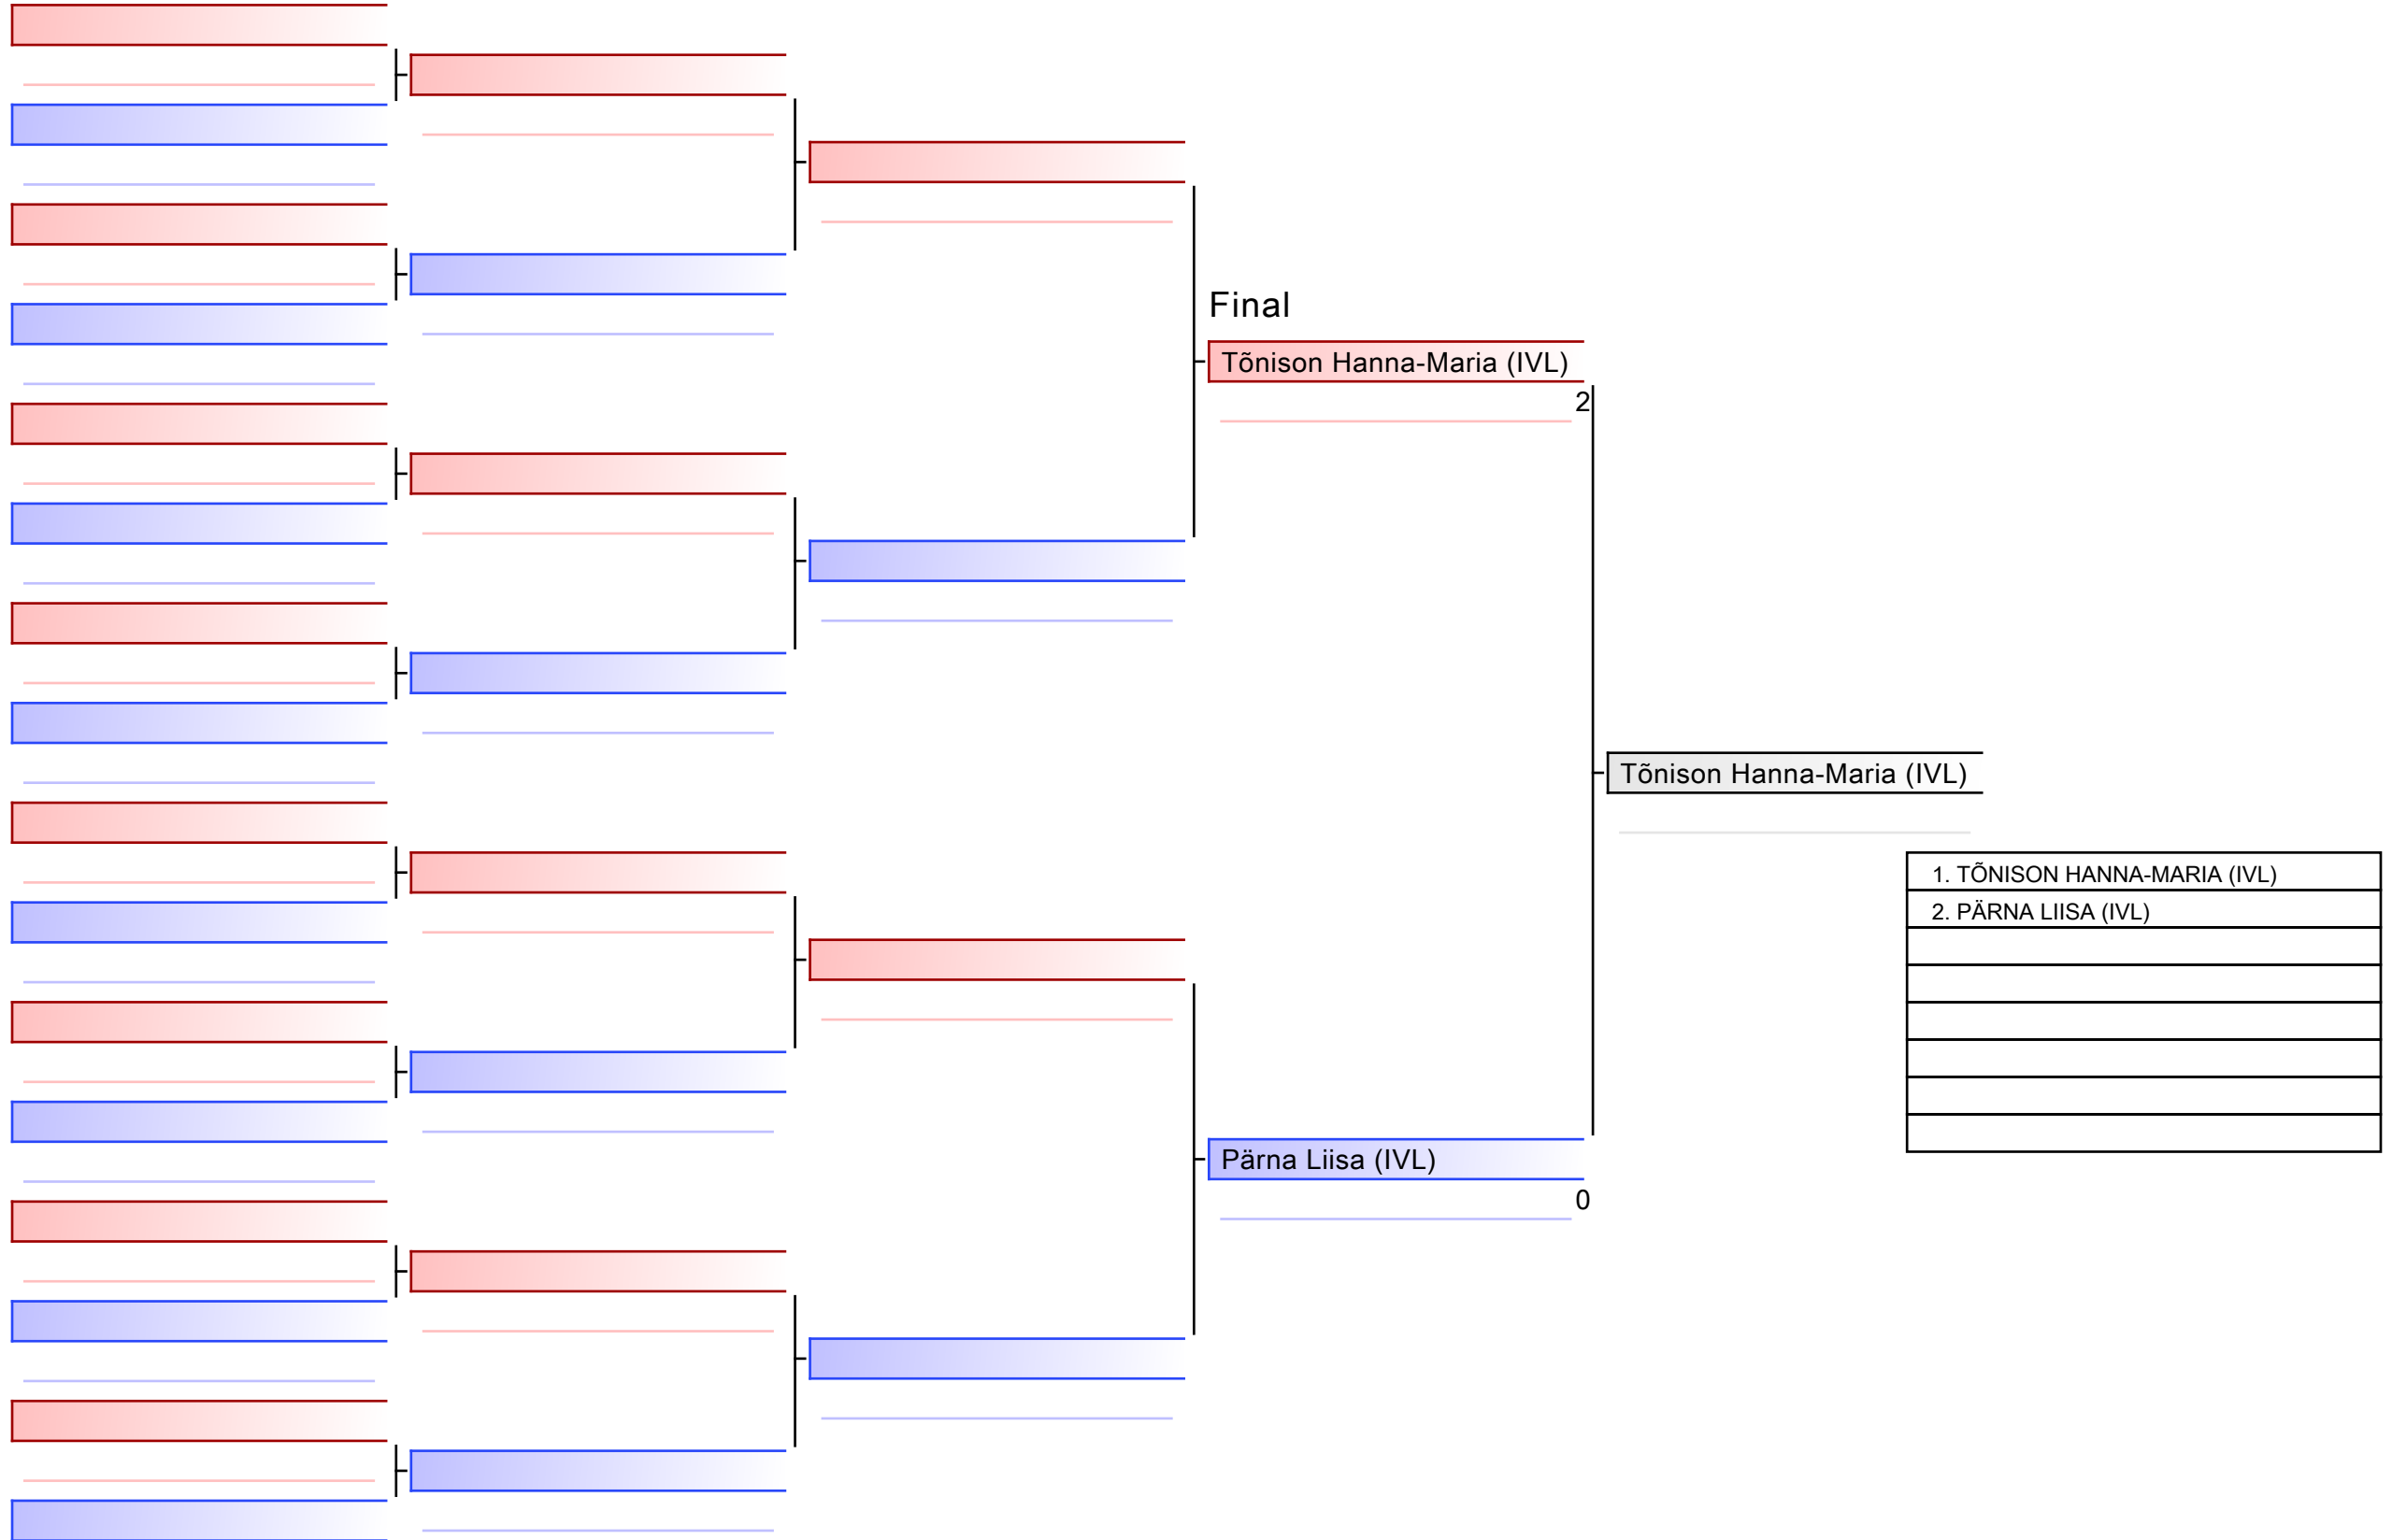 Final
Tõnison Hanna-Maria (IVL)
2
Tõnison Hanna-Maria (IVL)
1. TÕNISON HANNA-MARIA (IVL)
2. PÄRNA LIISA (IVL)
Pärna Liisa (IVL)
0